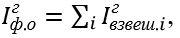 I^г_ф.о = ∑_i I^г_взвеш.i,